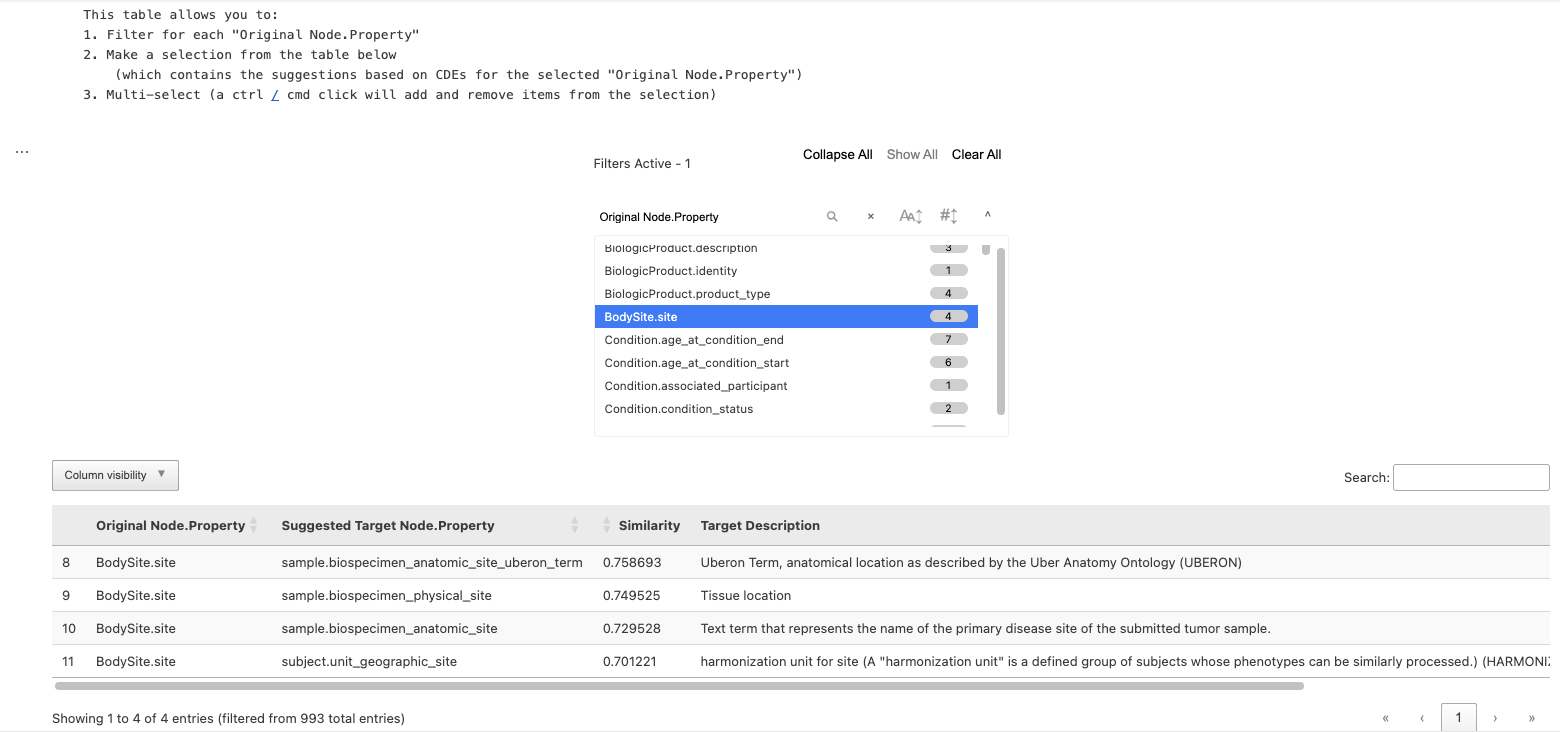 This table allows you to:
1. Filter for each "Original Node.Property"
2. Make a selection from the table below
(which contains the suggestions based on CDEs for the selected "Original Node.Property")
3. Multi-select (a ctrl / cmd click will add and remove items from the selection)
...
Filters Active - 1
Collapse All Show All Clear All
Original Node.Property
BiologicProduct.description 3
BiologicProduct.identity 1
BiologicProduct.product_type 4
BodySite.site 4
Condition.age_at_condition_end 7
Condition.age_at_condition_start 6
Condition.associated_participant 1
Condition.condition_status 2
Column visibility ▼
Search:
Original Node.Property Suggested Target Node.Property Similarity Target Description
8 BodySite.site sample.biospecimen_anatomic_site_uberon_term 0.758693 Uberon Term, anatomical location as described by the Uber Anatomy Ontology (UBERON)
9 BodySite.site sample.biospecimen_physical_site 0.749525 Tissue location
10 BodySite.site sample.biospecimen_anatomic_site 0.729528 Text term that represents the name of the primary disease site of the submitted tumor sample.
11 BodySite.site subject.unit_geographic_site 0.701221 harmonization unit for site (A "harmonization unit" is a defined group of subjects whose phenotypes can be similarly processed.) (HARMONI
Showing 1 to 4 of 4 entries (filtered from 993 total entries)
« ‹ 1 › »